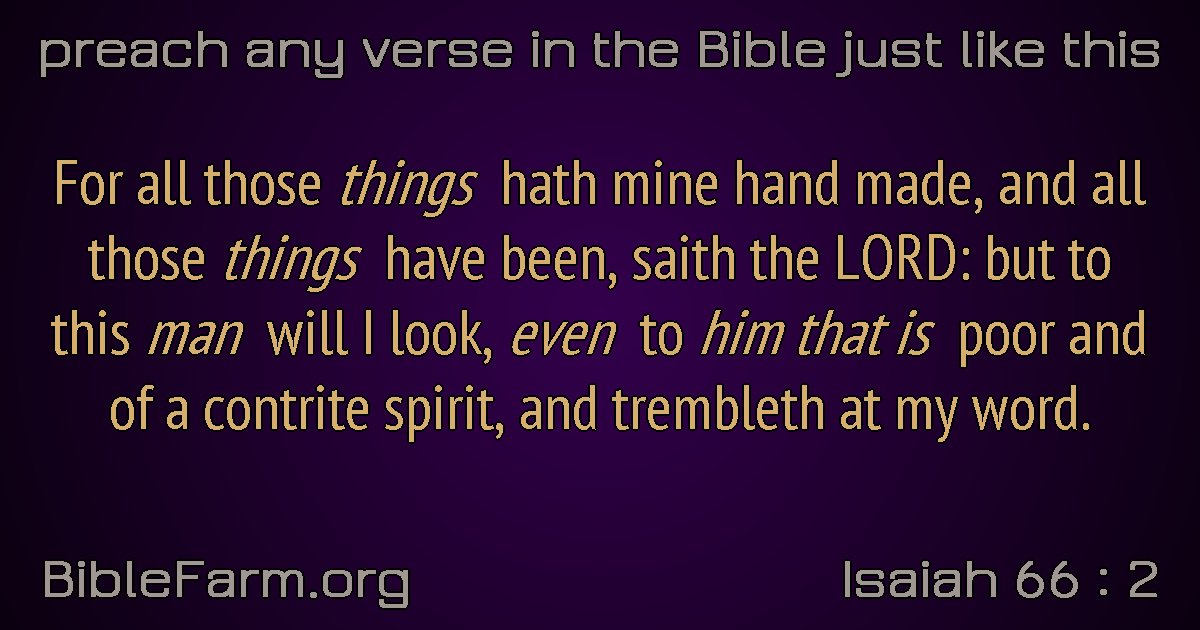 preach any verse in the Bible just like this
For all those things hath mine hand made, and all
those things have been, saith the LORD: but to
this man will I look, even to him that is poor and
of a contrite spirit, and trembleth at my word.
BibleFarm.org
Isaiah 66 : 2